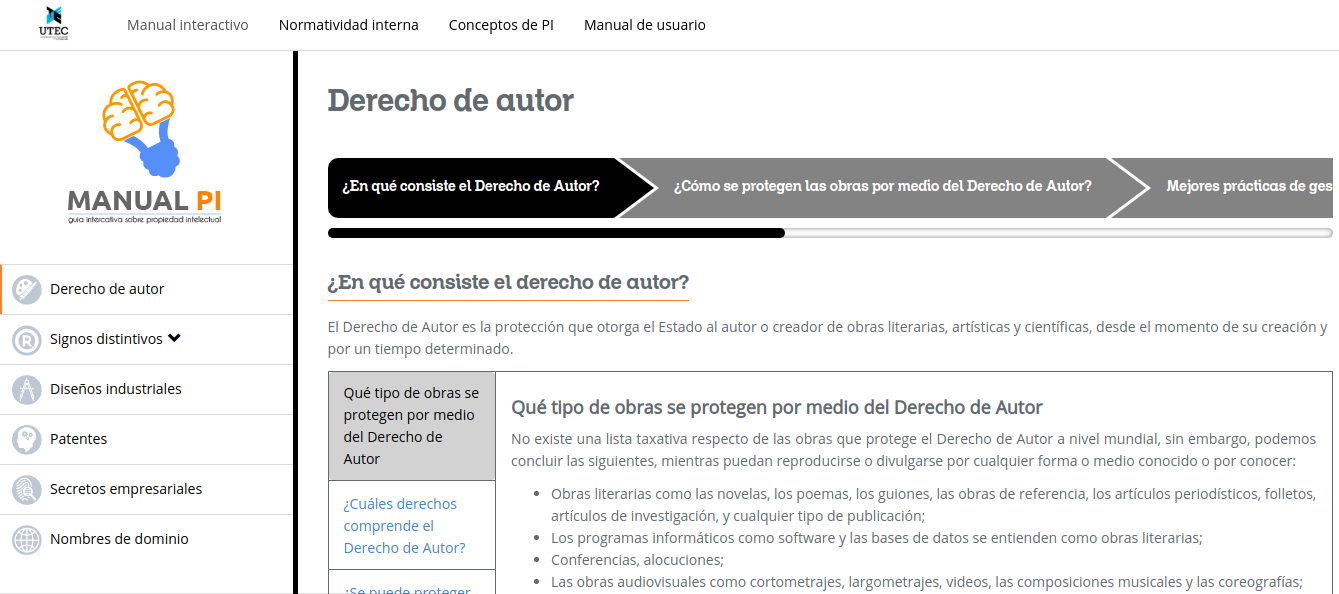 UTEC
Manual interactivo
Normatividad interna
Conceptos de PI
Manual de usuario
MANUAL PI
guía intercativa sobre propiedad intelectual
Derecho de autor
Signos distintivos
Diseños industriales
Patentes
Secretos empresariales
Nombres de dominio
Derecho de autor
¿En qué consiste el Derecho de Autor?
¿Cómo se protegen las obras por medio del Derecho de Autor?
Mejores prácticas de ges
¿En qué consiste el derecho de autor?
El Derecho de Autor es la protección que otorga el Estado al autor o creador de obras literarias, artísticas y científicas, desde el momento de su creación y
por un tiempo determinado.
Qué tipo de obras se
protegen por medio
del Derecho de
Autor
¿Cuáles derechos
comprende el
Derecho de Autor?
¿Se puede proteger
Qué tipo de obras se protegen por medio del Derecho de Autor
No existe una lista taxativa respecto de las obras que protege el Derecho de Autor a nivel mundial, sin embargo, podemos
concluir las siguientes, mientras puedan reproducirse o divulgarse por cualquier forma o medio conocido o por conocer:
• Obras literarias como las novelas, los poemas, los guiones, las obras de referencia, los artículos periodísticos, folletos,
artículos de investigación, y cualquier tipo de publicación;
• Los programas informáticos como software y las bases de datos se entienden como obras literarias;
• Conferencias, alocuciones;
• Las obras audiovisuales como cortometrajes, largometrajes, videos, las composiciones musicales y las coreografías;